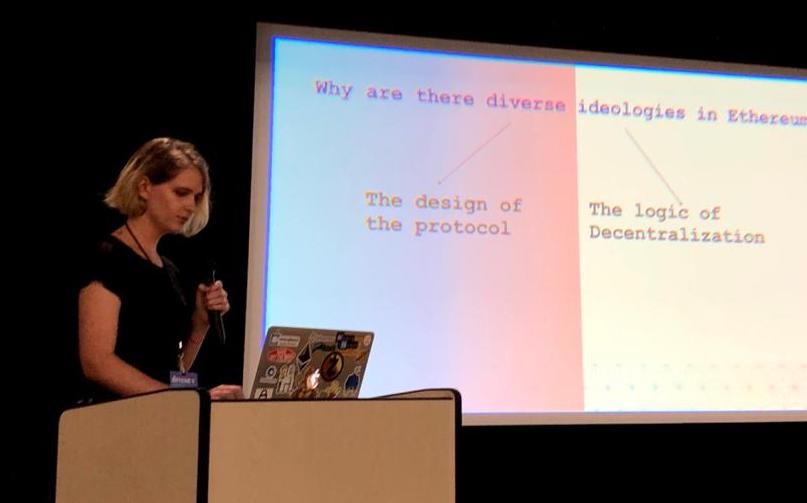 Why are there diverse ideologies in Ethereum
The design of
the protocol
The logic of
Decentralization